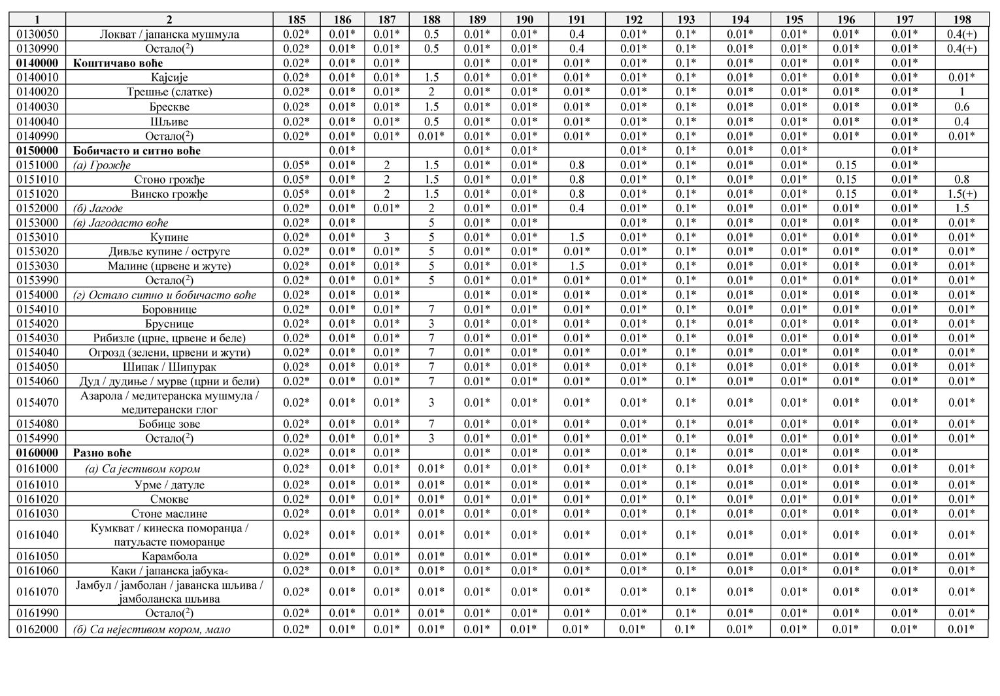 1 2 185 186 187 188 189 190 191 192 193 194 195 196 197 198
0130050 Локват / јапанска мушмула 0.02* 0.01* 0.01* 0.5 0.01* 0.01* 0.4 0.01* 0.1* 0.01* 0.01* 0.01* 0.01* 0.4(+)
0130990 Остало(2) 0.02* 0.01* 0.01* 0.5 0.01* 0.01* 0.4 0.01* 0.1* 0.01* 0.01* 0.01* 0.01* 0.4(+)
0140000 Коштичаво воће 0.02* 0.01* 0.01* 0.01* 0.01* 0.01* 0.01* 0.1* 0.01* 0.01* 0.01* 0.01*
0140010 Кајсије 0.02* 0.01* 0.01* 1.5 0.01* 0.01* 0.01* 0.01* 0.1* 0.01* 0.01* 0.01* 0.01* 0.01*
0140020 Трешње (слатке) 0.02* 0.01* 0.01* 2 0.01* 0.01* 0.01* 0.01* 0.1* 0.01* 0.01* 0.01* 0.01* 1
0140030 Брескве 0.02* 0.01* 0.01* 1.5 0.01* 0.01* 0.01* 0.01* 0.1* 0.01* 0.01* 0.01* 0.01* 0.6
0140040 Шљиве 0.02* 0.01* 0.01* 0.5 0.01* 0.01* 0.01* 0.01* 0.1* 0.01* 0.01* 0.01* 0.01* 0.4
0140990 Остало(2) 0.02* 0.01* 0.01* 0.01* 0.01* 0.01* 0.01* 0.01* 0.1* 0.01* 0.01* 0.01* 0.01* 0.01*
0150000 Бобичасто и ситно воће 0.01* 0.01* 0.01* 0.01* 0.1* 0.01* 0.01* 0.01*
0151000 (а) Грожђе 0.05* 0.01* 2 1.5 0.01* 0.01* 0.8 0.01* 0.1* 0.01* 0.01* 0.15 0.01*
0151010 Стоно грожђе 0.05* 0.01* 2 1.5 0.01* 0.01* 0.8 0.01* 0.1* 0.01* 0.01* 0.15 0.01* 0.8
0151020 Винско грожђе 0.05* 0.01* 2 1.5 0.01* 0.01* 0.8 0.01* 0.1* 0.01* 0.01* 0.15 0.01* 1.5(+)
0152000 (б) Јагоде 0.02* 0.01* 0.01* 2 0.01* 0.01* 0.4 0.01* 0.1* 0.01* 0.01* 0.01* 0.01* 1.5
0153000 (в) Јагодасто воће 0.02* 0.01* 5 0.01* 0.01* 0.01* 0.1* 0.01* 0.01* 0.01* 0.01* 0.01*
0153010 Купине 0.02* 0.01* 3 5 0.01* 0.01* 1.5 0.01* 0.1* 0.01* 0.01* 0.01* 0.01* 0.01*
0153020 Дивље купине / оструге 0.02* 0.01* 0.01* 5 0.01* 0.01* 0.01* 0.01* 0.1* 0.01* 0.01* 0.01* 0.01* 0.01*
0153030 Малине (црвене и жуте) 0.02* 0.01* 0.01* 5 0.01* 0.01* 1.5 0.01* 0.1* 0.01* 0.01* 0.01* 0.01* 0.01*
0153990 Остало(2) 0.02* 0.01* 0.01* 5 0.01* 0.01* 0.01* 0.01* 0.1* 0.01* 0.01* 0.01* 0.01* 0.01*
0154000 (г) Остало ситно и бобичасто воће 0.02* 0.01* 0.01* 0.01* 0.01* 0.01* 0.01* 0.1* 0.01* 0.01* 0.01* 0.01* 0.01*
0154010 Боровнице 0.02* 0.01* 0.01* 7 0.01* 0.01* 0.01* 0.01* 0.1* 0.01* 0.01* 0.01* 0.01* 0.01*
0154020 Бруснице 0.02* 0.01* 0.01* 3 0.01* 0.01* 0.01* 0.01* 0.1* 0.01* 0.01* 0.01* 0.01* 0.01*
0154030 Рибизле (црне, црвене и беле) 0.02* 0.01* 0.01* 7 0.01* 0.01* 0.01* 0.01* 0.1* 0.01* 0.01* 0.01* 0.01* 0.01*
0154040 Огрозд (зелени, црвени и жути) 0.02* 0.01* 0.01* 7 0.01* 0.01* 0.01* 0.01* 0.1* 0.01* 0.01* 0.01* 0.01* 0.01*
0154050 Шипак / Шипурак 0.02* 0.01* 0.01* 7 0.01* 0.01* 0.01* 0.01* 0.1* 0.01* 0.01* 0.01* 0.01* 0.01*
0154060 Дуд / дудиње / мурве (црни и бели) 0.02* 0.01* 0.01* 7 0.01* 0.01* 0.01* 0.01* 0.1* 0.01* 0.01* 0.01* 0.01* 0.01*
Азарола / медитеранска мушмула /
0154070 медитерански глог 0.02* 0.01* 0.01* 3 0.01* 0.01* 0.01* 0.01* 0.1* 0.01* 0.01* 0.01* 0.01* 0.01*
0154080 Бобице зове 0.02* 0.01* 0.01* 7 0.01* 0.01* 0.01* 0.01* 0.1* 0.01* 0.01* 0.01* 0.01* 0.01*
0154990 Остало(2) 0.02* 0.01* 0.01* 3 0.01* 0.01* 0.01* 0.01* 0.1* 0.01* 0.01* 0.01* 0.01* 0.01*
0160000 Разно воће 0.02* 0.01* 0.01* 0.01* 0.01* 0.01* 0.01* 0.1* 0.01* 0.01* 0.01* 0.01*
0161000 (а) Са јестивом кором 0.02* 0.01* 0.01* 0.01* 0.01* 0.01* 0.01* 0.01* 0.1* 0.01* 0.01* 0.01* 0.01* 0.01*
0161010 Урме / датуле 0.02* 0.01* 0.01* 0.01* 0.01* 0.01* 0.01* 0.01* 0.1* 0.01* 0.01* 0.01* 0.01* 0.01*
0161020 Смокве 0.02* 0.01* 0.01* 0.01* 0.01* 0.01* 0.01* 0.01* 0.1* 0.01* 0.01* 0.01* 0.01* 0.01*
0161030 Стоне маслине 0.02* 0.01* 0.01* 0.01* 0.01* 0.01* 0.01* 0.01* 0.1* 0.01* 0.01* 0.01* 0.01* 0.01*
Кумкват / кинеска поморанџа /
0161040 патуљасте поморанџе 0.02* 0.01* 0.01* 0.01* 0.01* 0.01* 0.01* 0.01* 0.1* 0.01* 0.01* 0.01* 0.01* 0.01*
0161050 Карамбола 0.02* 0.01* 0.01* 0.01* 0.01* 0.01* 0.01* 0.01* 0.1* 0.01* 0.01* 0.01* 0.01* 0.01*
0161060 Каки / јапанска јабука< 0.02* 0.01* 0.01* 0.01* 0.01* 0.01* 0.01* 0.01* 0.1* 0.01* 0.01* 0.01* 0.01* 0.01*
Јамбул / јамболан / јаванска шљива /
0161070 јамболанска шљива 0.02* 0.01* 0.01* 0.01* 0.01* 0.01* 0.01* 0.01* 0.1* 0.01* 0.01* 0.01* 0.01* 0.01*
0161990 Остало(2) 0.02* 0.01* 0.01* 0.01* 0.01* 0.01* 0.01* 0.01* 0.1* 0.01* 0.01* 0.01* 0.01* 0.01*
0162000 (б) Са нејестивом кором, мало 0.02* 0.01* 0.01* 0.01* 0.01* 0.01* 0.01* 0.01* 0.1* 0.01* 0.01* 0.01* 0.01* 0.01*